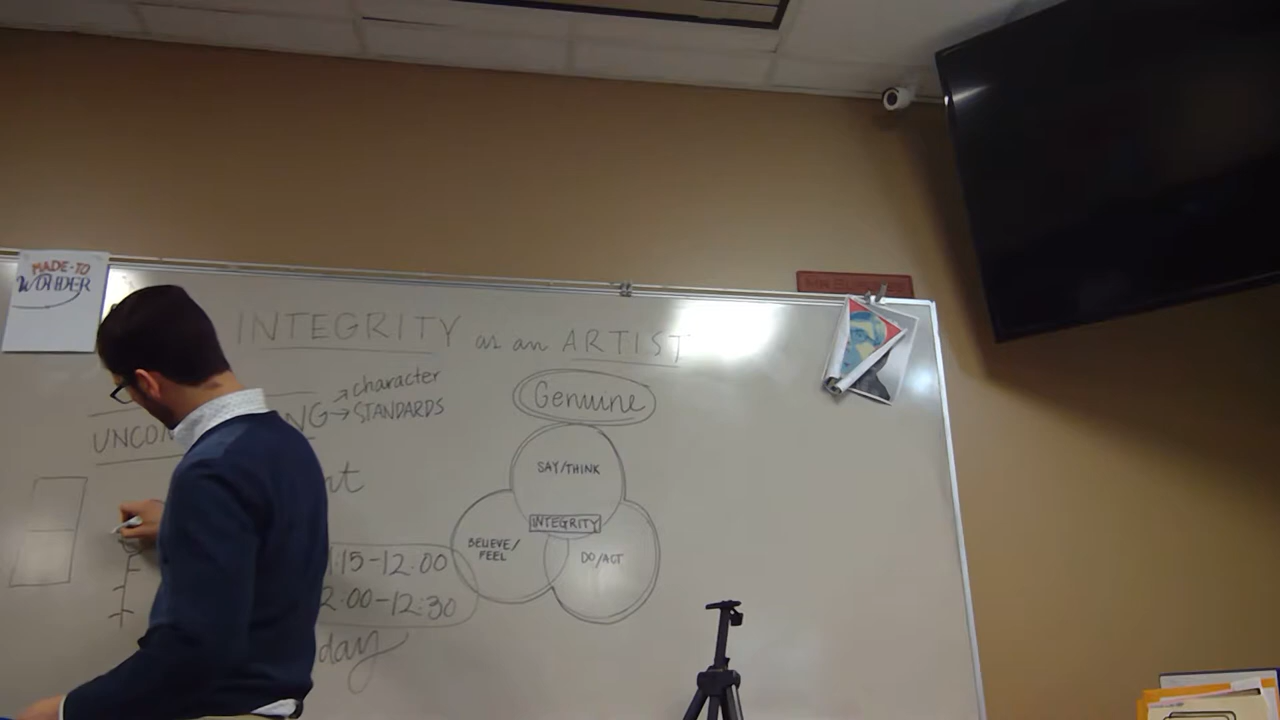 MADE-TO
WONDER
INTEGRITY as an ARTIST
character
STANDARDS
UNCOM
NG
Genuine
nt
SAY/THINK
INTEGRITY
BELIEVE/
FEEL
DO/ACT
:15-12:00
2:00-12:30
day